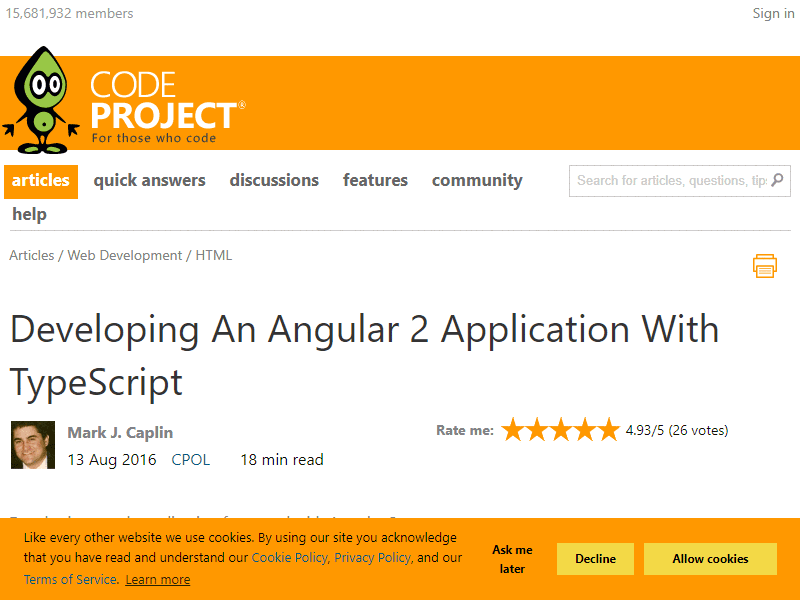 15,681,932 members
Sign in
CODE
PROJECT®
For those who code
articles
quick answers
discussions
features
community
Search for articles, questions, tips
help
Articles / Web Development / HTML
Developing An Angular 2 Application With
TypeScript
Mark J. Caplin
Rate me:
4.93/5 (26 votes)
13 Aug 2016
CPOL
18 min read
Like every other website we use cookies. By using our site you acknowledge
that you have read and understand our Cookie Policy, Privacy Policy, and our
Terms of Service. Learn more
Ask me
later
Decline
Allow cookies